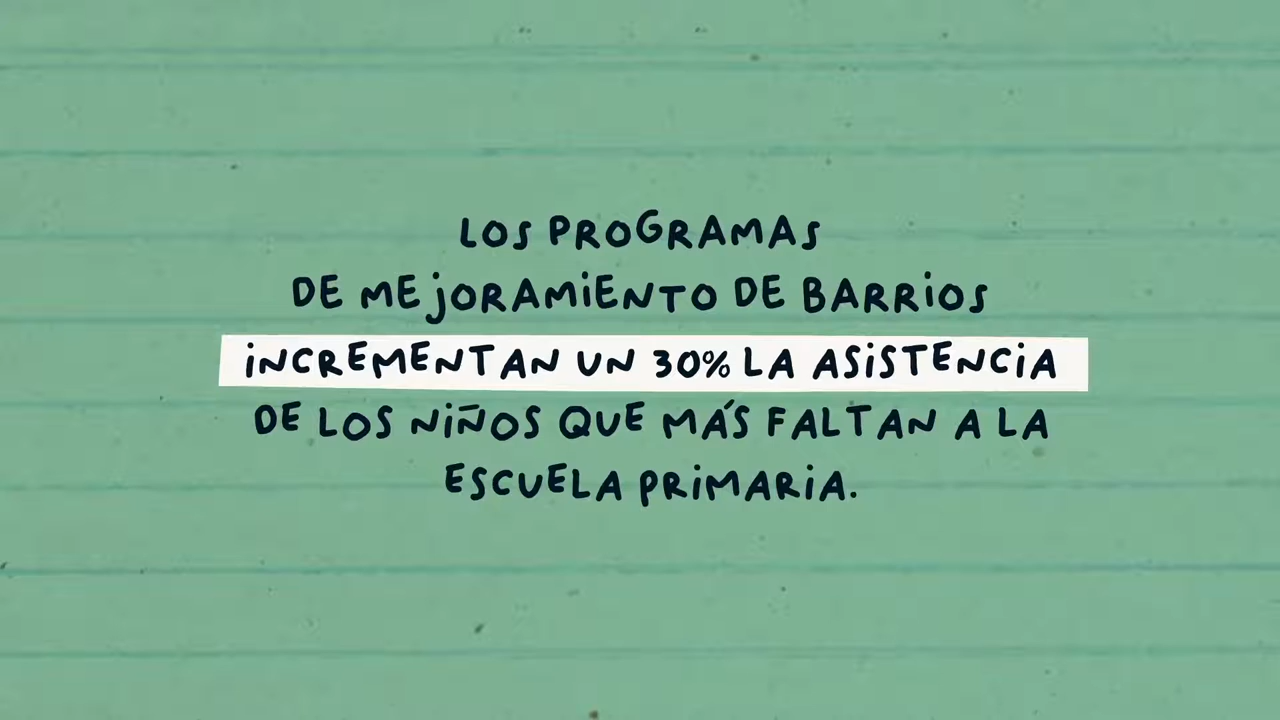 LOS PROGRAMAS
DE MEJORAMIENTO DE BARRIOS
INCREMENTAN UN 30% LA ASISTENCIA
DE LOS NIÑOS QUE MÁS FALTAN A LA
ESCUELA PRIMARIA.